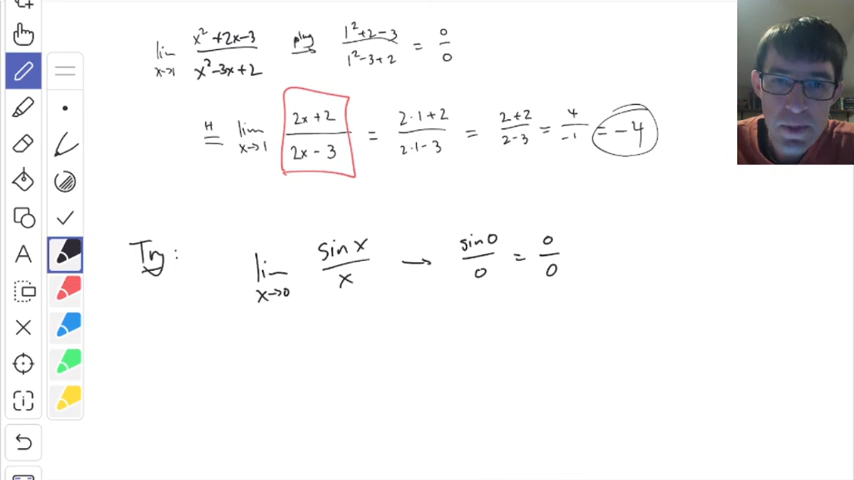 lim x→1 x²+2x-3 / x²-3x+2 plug → 1²+2-3 / 1²-3+2 = 0/0
H = lim x→1 2x+2 / 2x-3 = 2·1+2 / 2·1-3 = 2+2 / 2-3 = 4 / -1 = -4
Try: lim x→0 sin x / x → sin 0 / 0 = 0/0